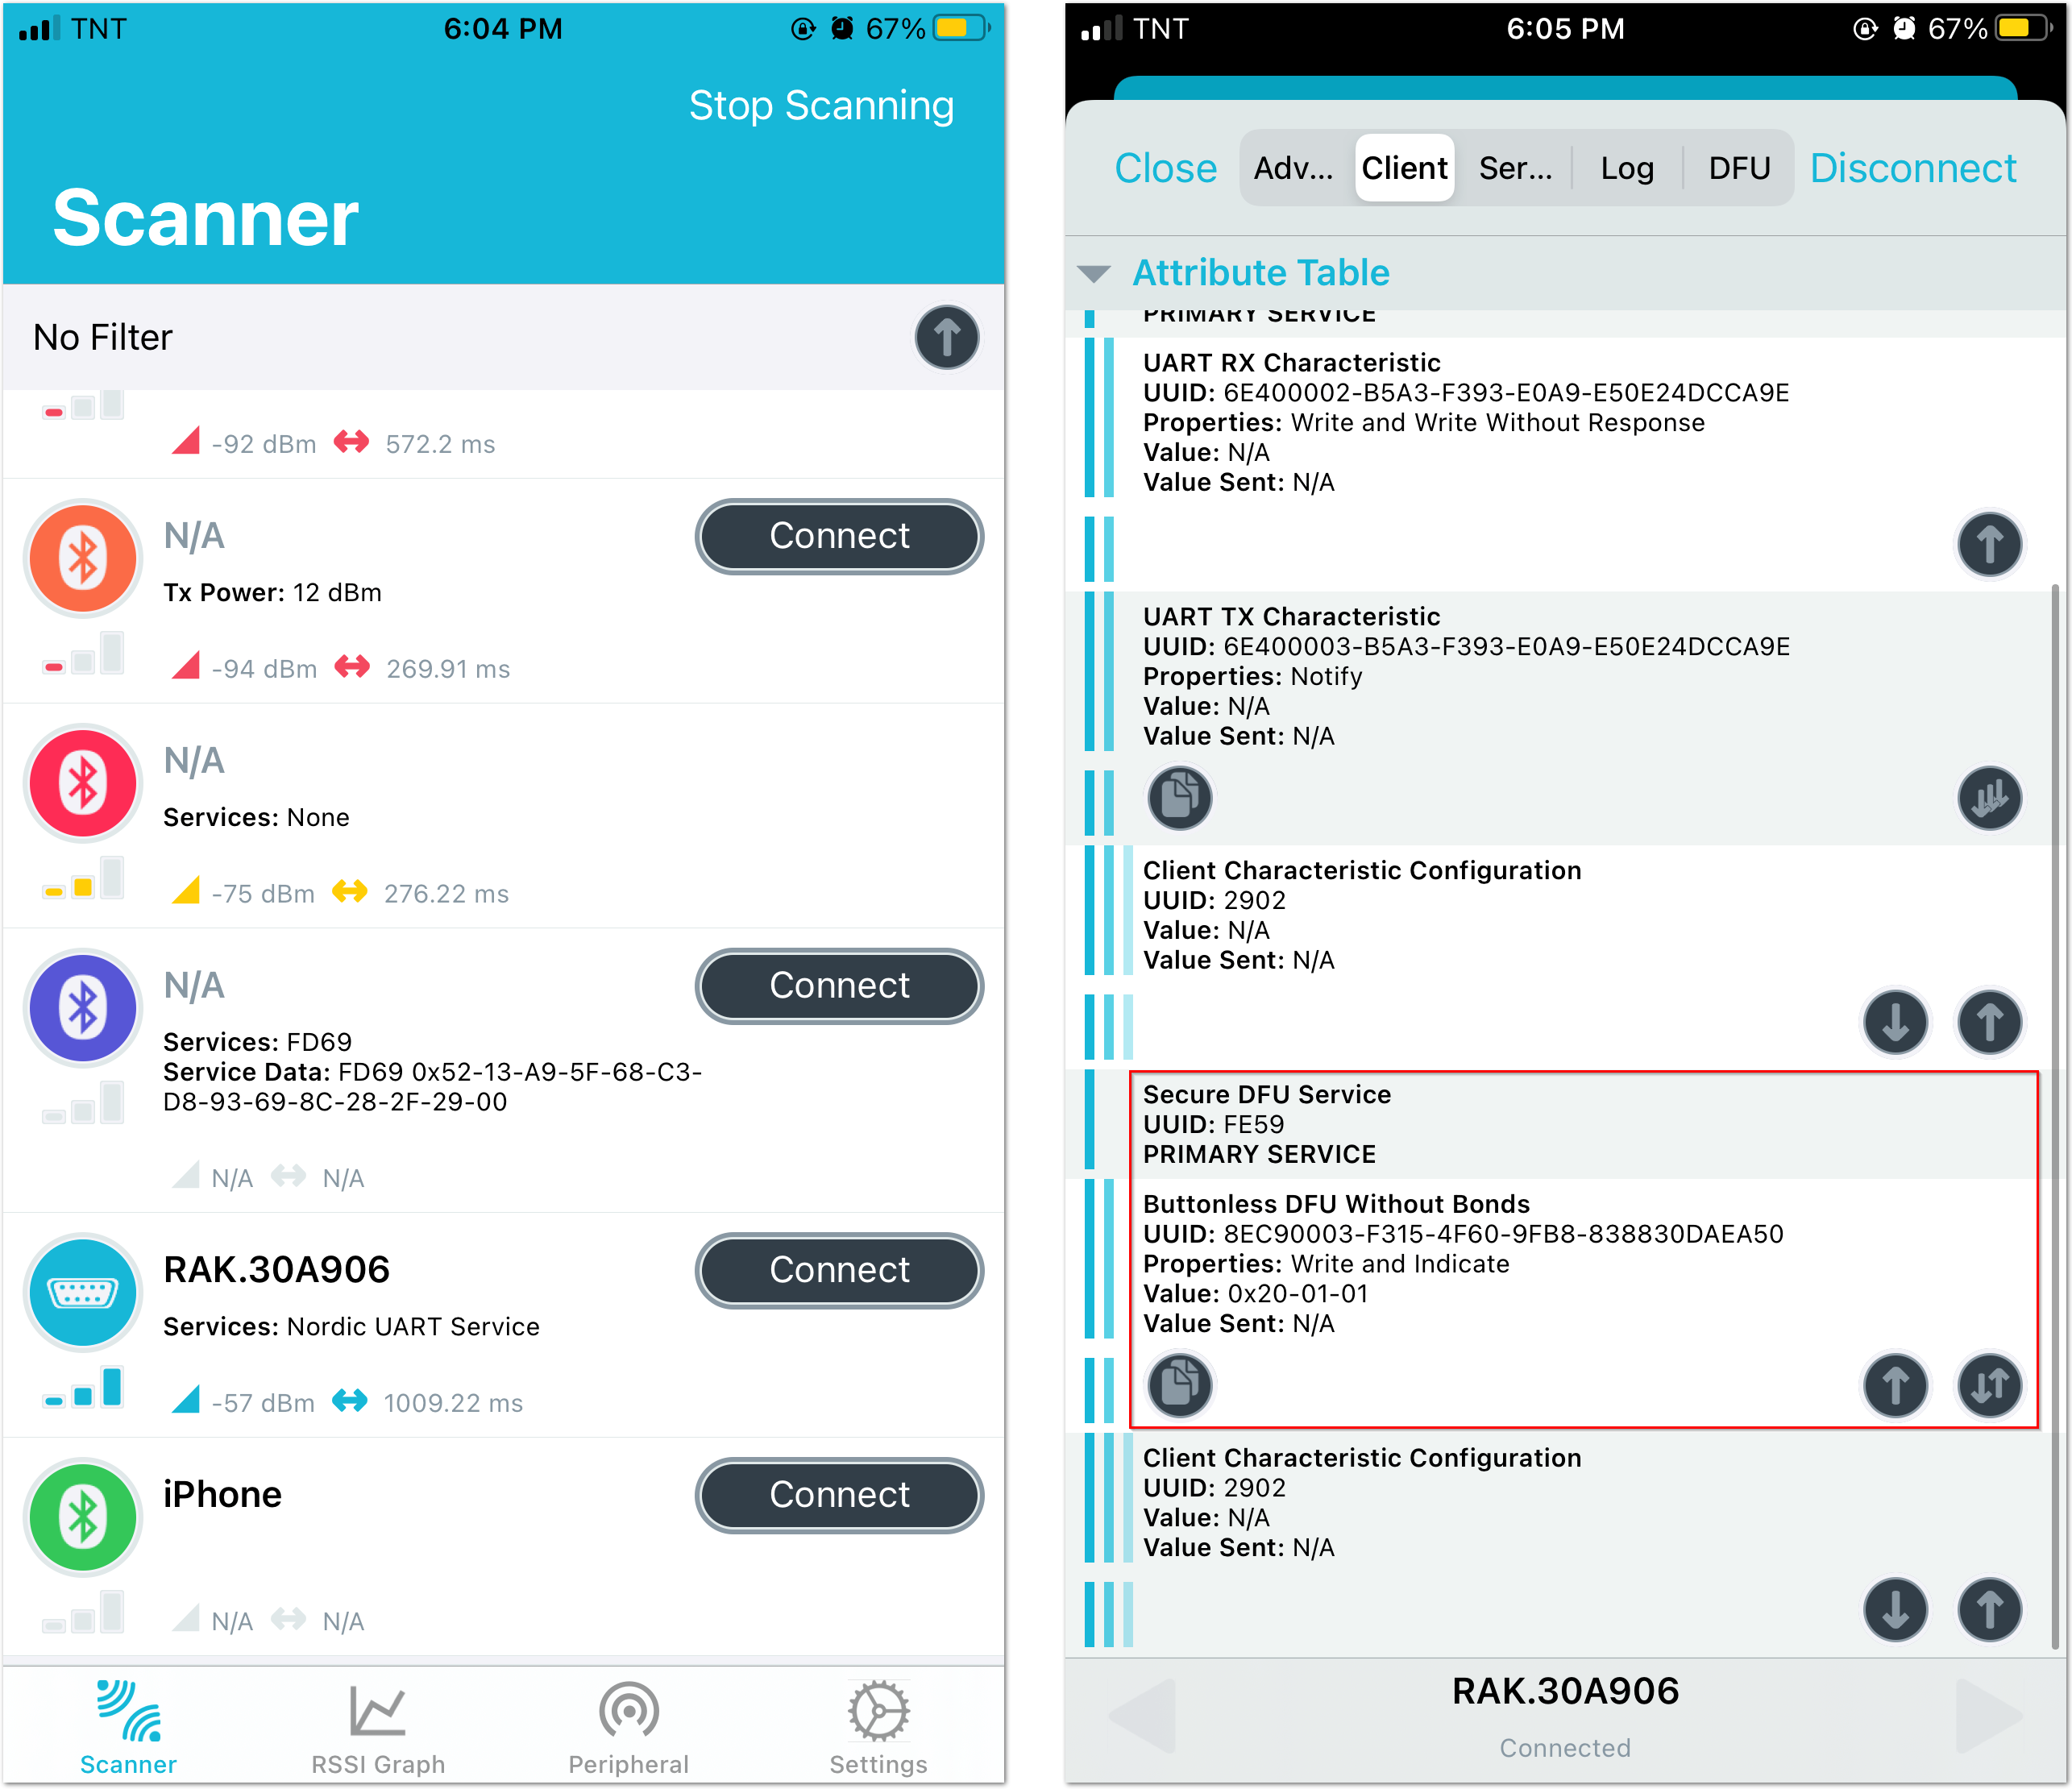 TNT
6:04 PM
67%
Stop Scanning
Scanner
No Filter
-92 dBm 572.2 ms
N/A
Connect
Tx Power: 12 dBm
-94 dBm 269.91 ms
N/A
Services: None
-75 dBm 276.22 ms
N/A
Connect
Services: FD69
Service Data: FD69 0x52-13-A9-5F-68-C3-
D8-93-69-8C-28-2F-29-00
N/A N/A
RAK.30A906
Connect
Services: Nordic UART Service
-57 dBm 1009.22 ms
iPhone
Connect
N/A N/A
Scanner
RSSI Graph
Peripheral
Settings
TNT
6:05 PM
67%
Close
Adv...
Client
Ser...
Log
DFU
Disconnect
Attribute Table
PRIMARY SERVICE
UART RX Characteristic
UUID: 6E400002-B5A3-F393-E0A9-E50E24DCCA9E
Properties: Write and Write Without Response
Value: N/A
Value Sent: N/A
UART TX Characteristic
UUID: 6E400003-B5A3-F393-E0A9-E50E24DCCA9E
Properties: Notify
Value: N/A
Value Sent: N/A
Client Characteristic Configuration
UUID: 2902
Value: N/A
Value Sent: N/A
Secure DFU Service
UUID: FE59
PRIMARY SERVICE
Buttonless DFU Without Bonds
UUID: 8EC90003-F315-4F60-9FB8-838830DAEA50
Properties: Write and Indicate
Value: 0x20-01-01
Value Sent: N/A
Client Characteristic Configuration
UUID: 2902
Value: N/A
Value Sent: N/A
RAK.30A906
Connected